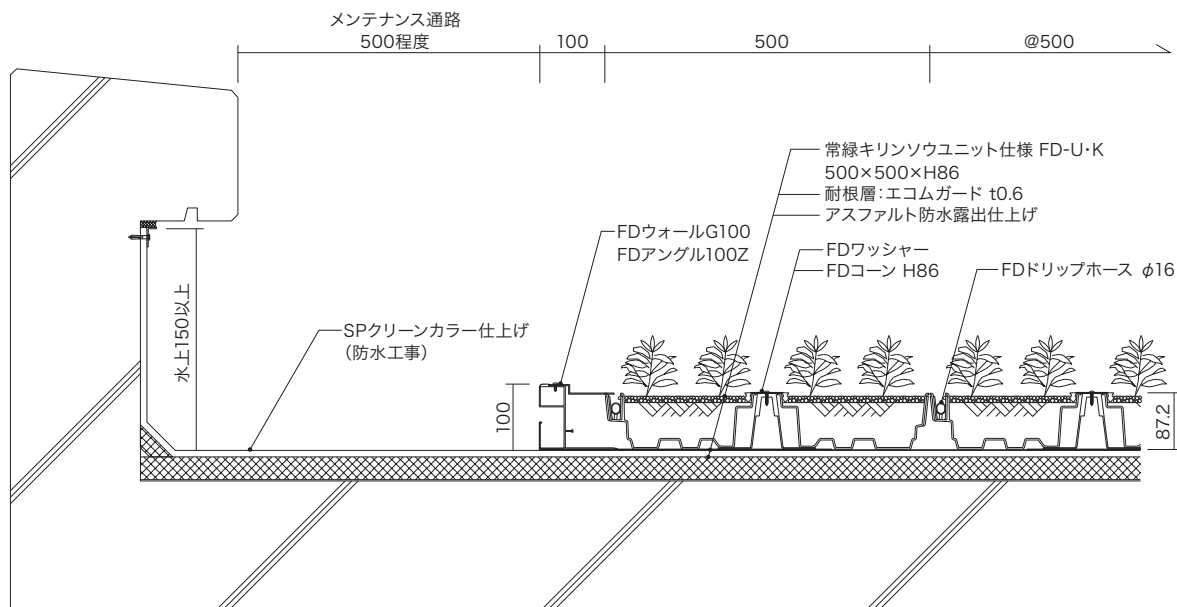 メンテナンス通路
500程度
100
500
@500
常緑キリンソウユニット仕様 FD-U・K
500×500×H86
耐根層:エコムガード t0.6
アスファルト防水露出仕上げ
FDウォールG100
FDアングル100Z
FDワッシャー
FDコーン H86
FDドリップホース φ16
水上150以上
SPクリーンカラー仕上げ
(防水工事)
100
87.2